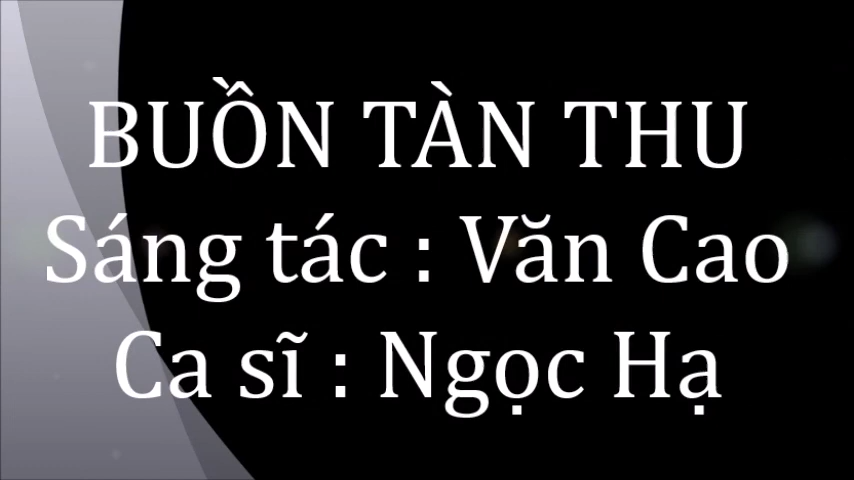 BUỒN TÀN THU
Sáng tác : Văn Cao
Ca sĩ : Ngọc Hạ